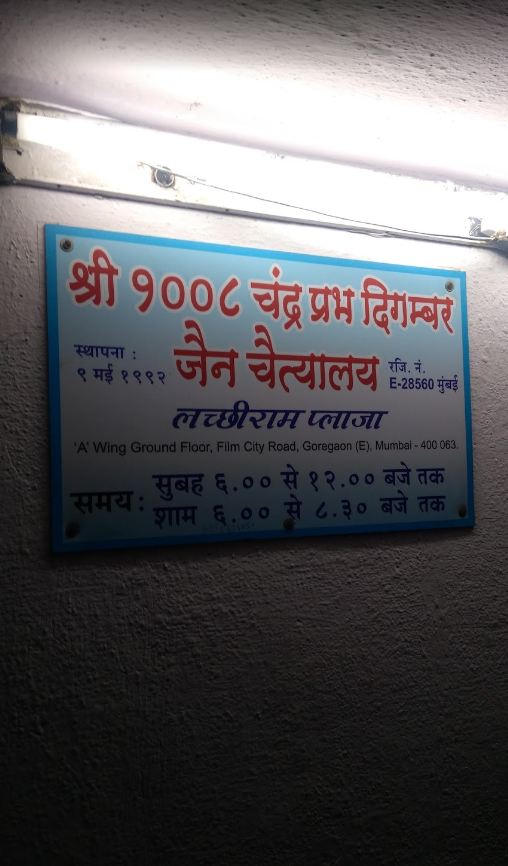 श्री १००८ चंद्र प्रभ दिगम्बर
जैन चैत्यालय
स्थापना :
९ मई १९९२
रजि. नं.
E-28560 मुंबई
लच्छीराम प्लाजा
'A' Wing Ground Floor, Film City Road, Goregaon (E), Mumbai - 400 063.
समय : सुबह ६.०० से १२.०० बजे तक
शाम ६.०० से ८.३० बजे तक